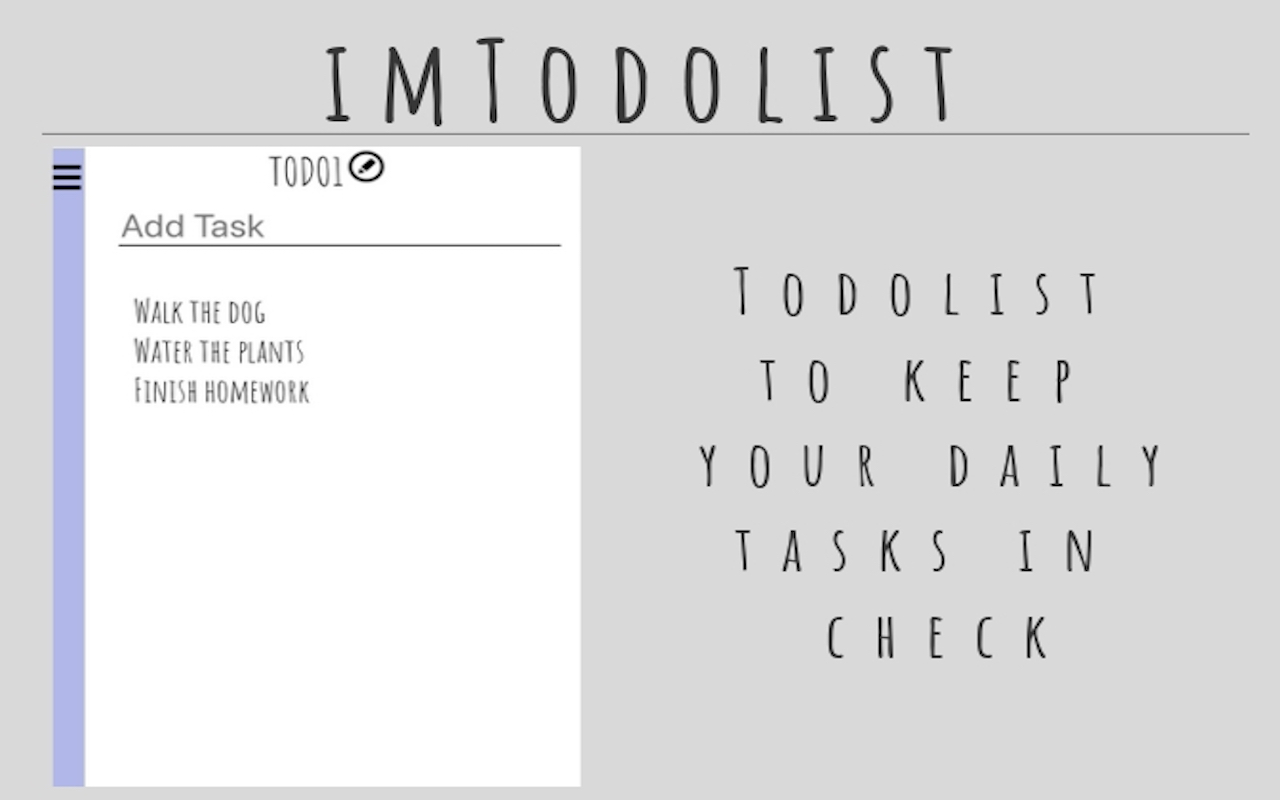 imTodolist
TODO1
Add Task
Walk the dog
Water the plants
Finish homework
Todolist
to keep
your daily
tasks in
check